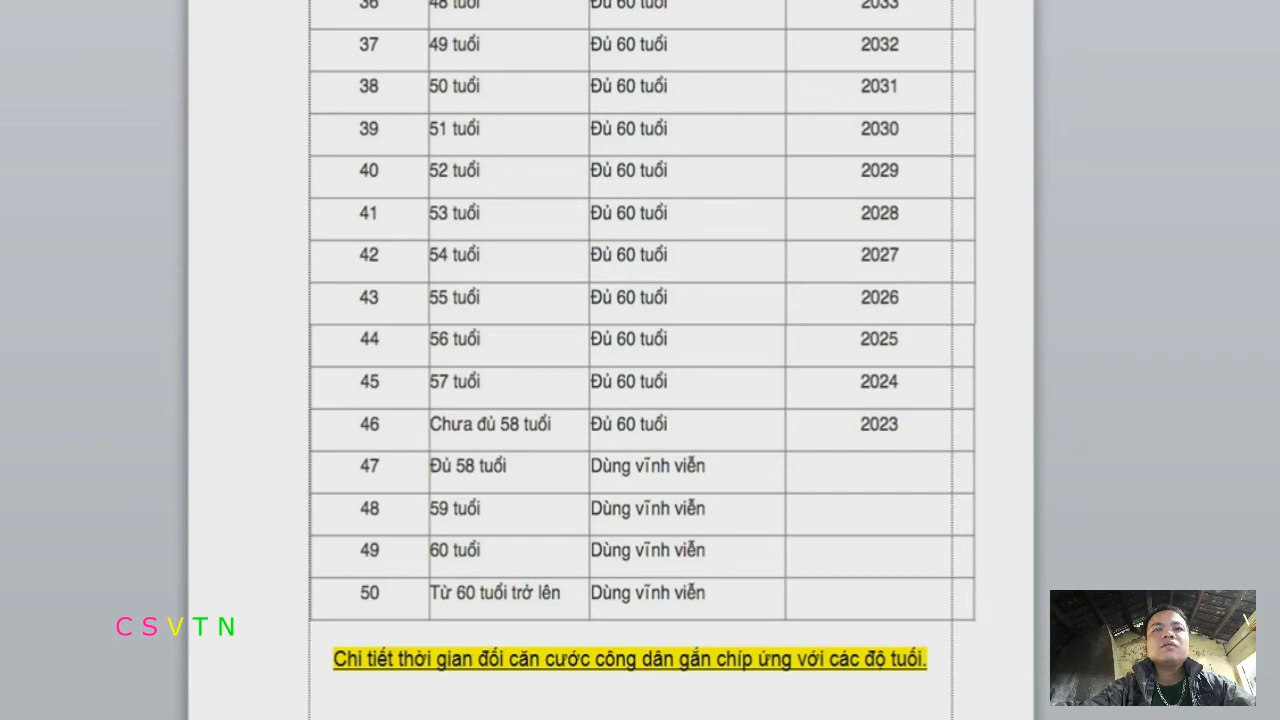 36 48 tuổi Đủ 60 tuổi 2033
37 49 tuổi Đủ 60 tuổi 2032
38 50 tuổi Đủ 60 tuổi 2031
39 51 tuổi Đủ 60 tuổi 2030
40 52 tuổi Đủ 60 tuổi 2029
41 53 tuổi Đủ 60 tuổi 2028
42 54 tuổi Đủ 60 tuổi 2027
43 55 tuổi Đủ 60 tuổi 2026
44 56 tuổi Đủ 60 tuổi 2025
45 57 tuổi Đủ 60 tuổi 2024
46 Chưa đủ 58 tuổi Đủ 60 tuổi 2023
47 Đủ 58 tuổi Dùng vĩnh viễn
48 59 tuổi Dùng vĩnh viễn
49 60 tuổi Dùng vĩnh viễn
50 Từ 60 tuổi trở lên Dùng vĩnh viễn
C S V T N
Chi tiết thời gian đổi căn cước công dân gắn chíp ứng với các độ tuổi.